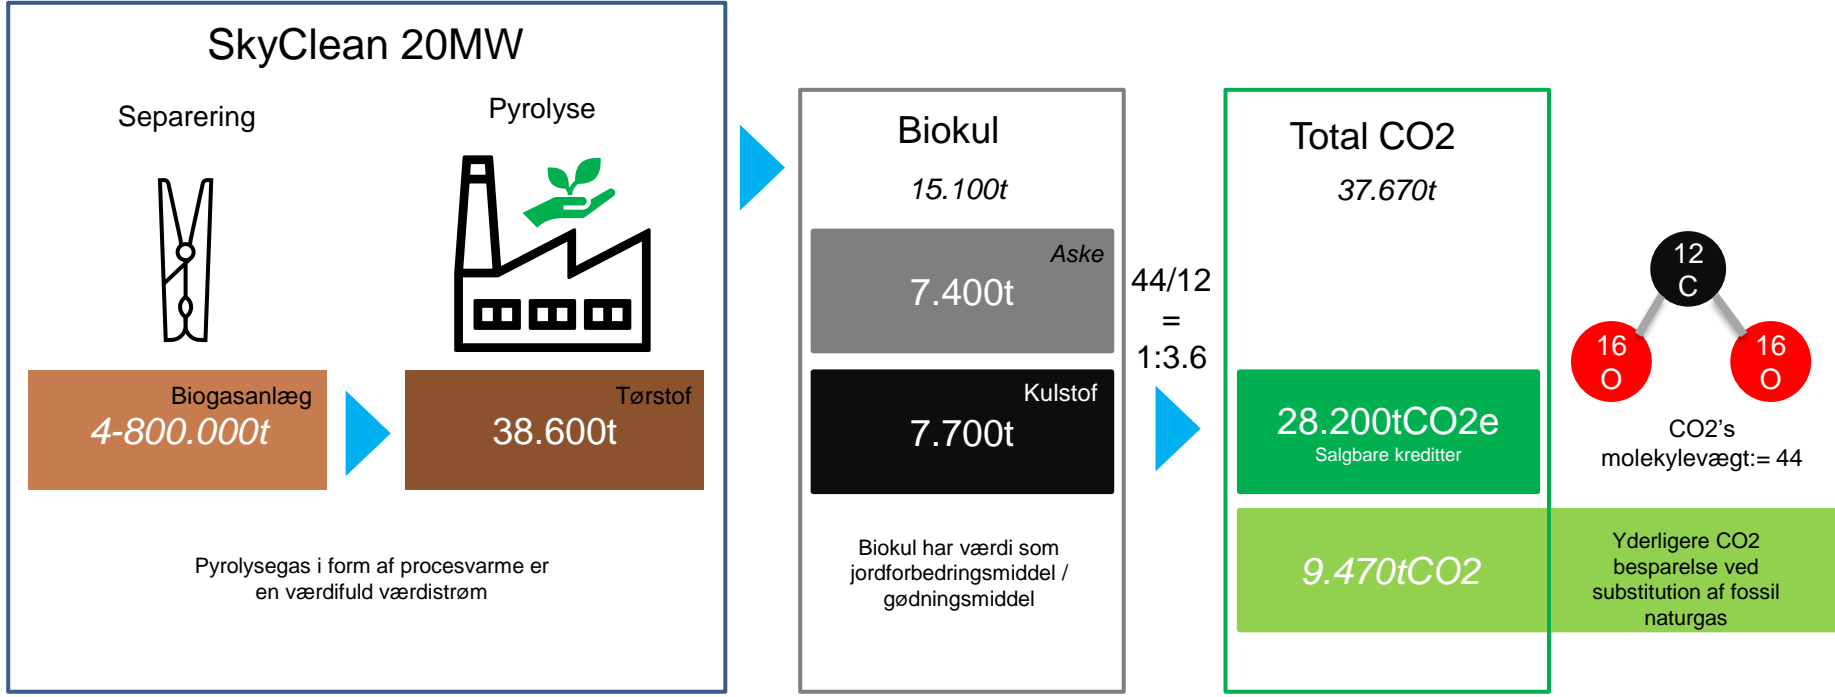 SkyClean 20MW
Separering
Pyrolyse
Biogasanlæg
4-800.000t
Tørstof
38.600t
Pyrolysegas i form af procesvarme er
en værdifuld værdistrøm
Biokul
15.100t
Aske
7.400t
Kulstof
7.700t
Biokul har værdi som
jordforbedringsmiddel /
gødningsmiddel
44/12
=
1:3.6
Total CO2
37.670t
28.200tCO2e
Salgbare kreditter
9.470tCO2
12
C
16
O
16
O
CO2's
molekylevægt:= 44
Yderligere CO2
besparelse ved
substitution af fossil
naturgas